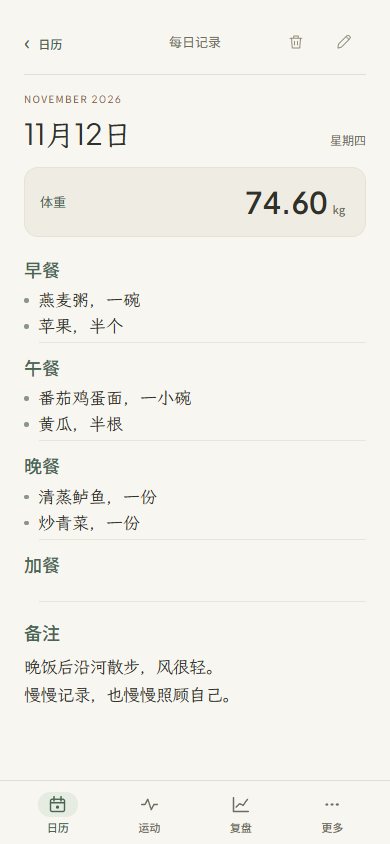 日历
每日记录
NOVEMBER 2026
11月12日
星期四
体重
74.60 kg
早餐
燕麦粥，一碗
苹果，半个
午餐
番茄鸡蛋面，一小碗
黄瓜，半根
晚餐
清蒸鲈鱼，一份
炒青菜，一份
加餐
备注
晚饭后沿河散步，风很轻。
慢慢记录，也慢慢照顾自己。
日历
运动
复盘
更多